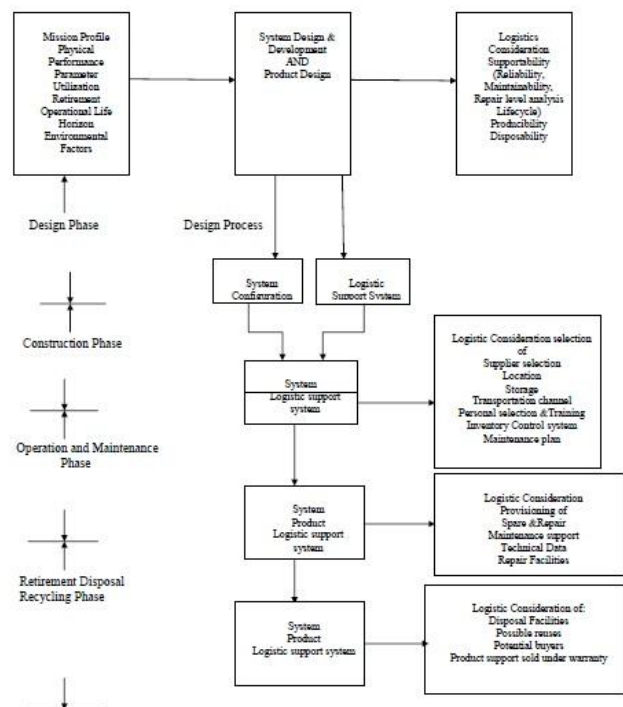 Mission Profile
Physical
Performance
Parameter
Utilization
Retirement
Operational Life
Horizon
Environmental
Factors
System Design &
Development
AND
Product Design
Logistics
Consideration
Supportability
(Reliability,
Maintainability,
Repair level analysis
Lifecycle)
Producibility
Disposability
Design Phase
Design Process
System
Configuration
Logistic
Support System
Construction Phase
System
Logistic support
system
Logistic Consideration selection
of
Supplier selection
Location
Storage
Transportation channel
Personal selection &Training
Inventory Control system
Maintenance plan
Operation and Maintenance
Phase
System
Product
Logistic support
system
Logistic Consideration
Provisioning of
Spare &Repair
Maintenance support
Technical Data
Repair Facilities
Retirement Disposal
Recycling Phase
System
Product
Logistic support system
Logistic Consideration of:
Disposal Facilities
Possible reuses
Potential buyers
Product support sold under warranty